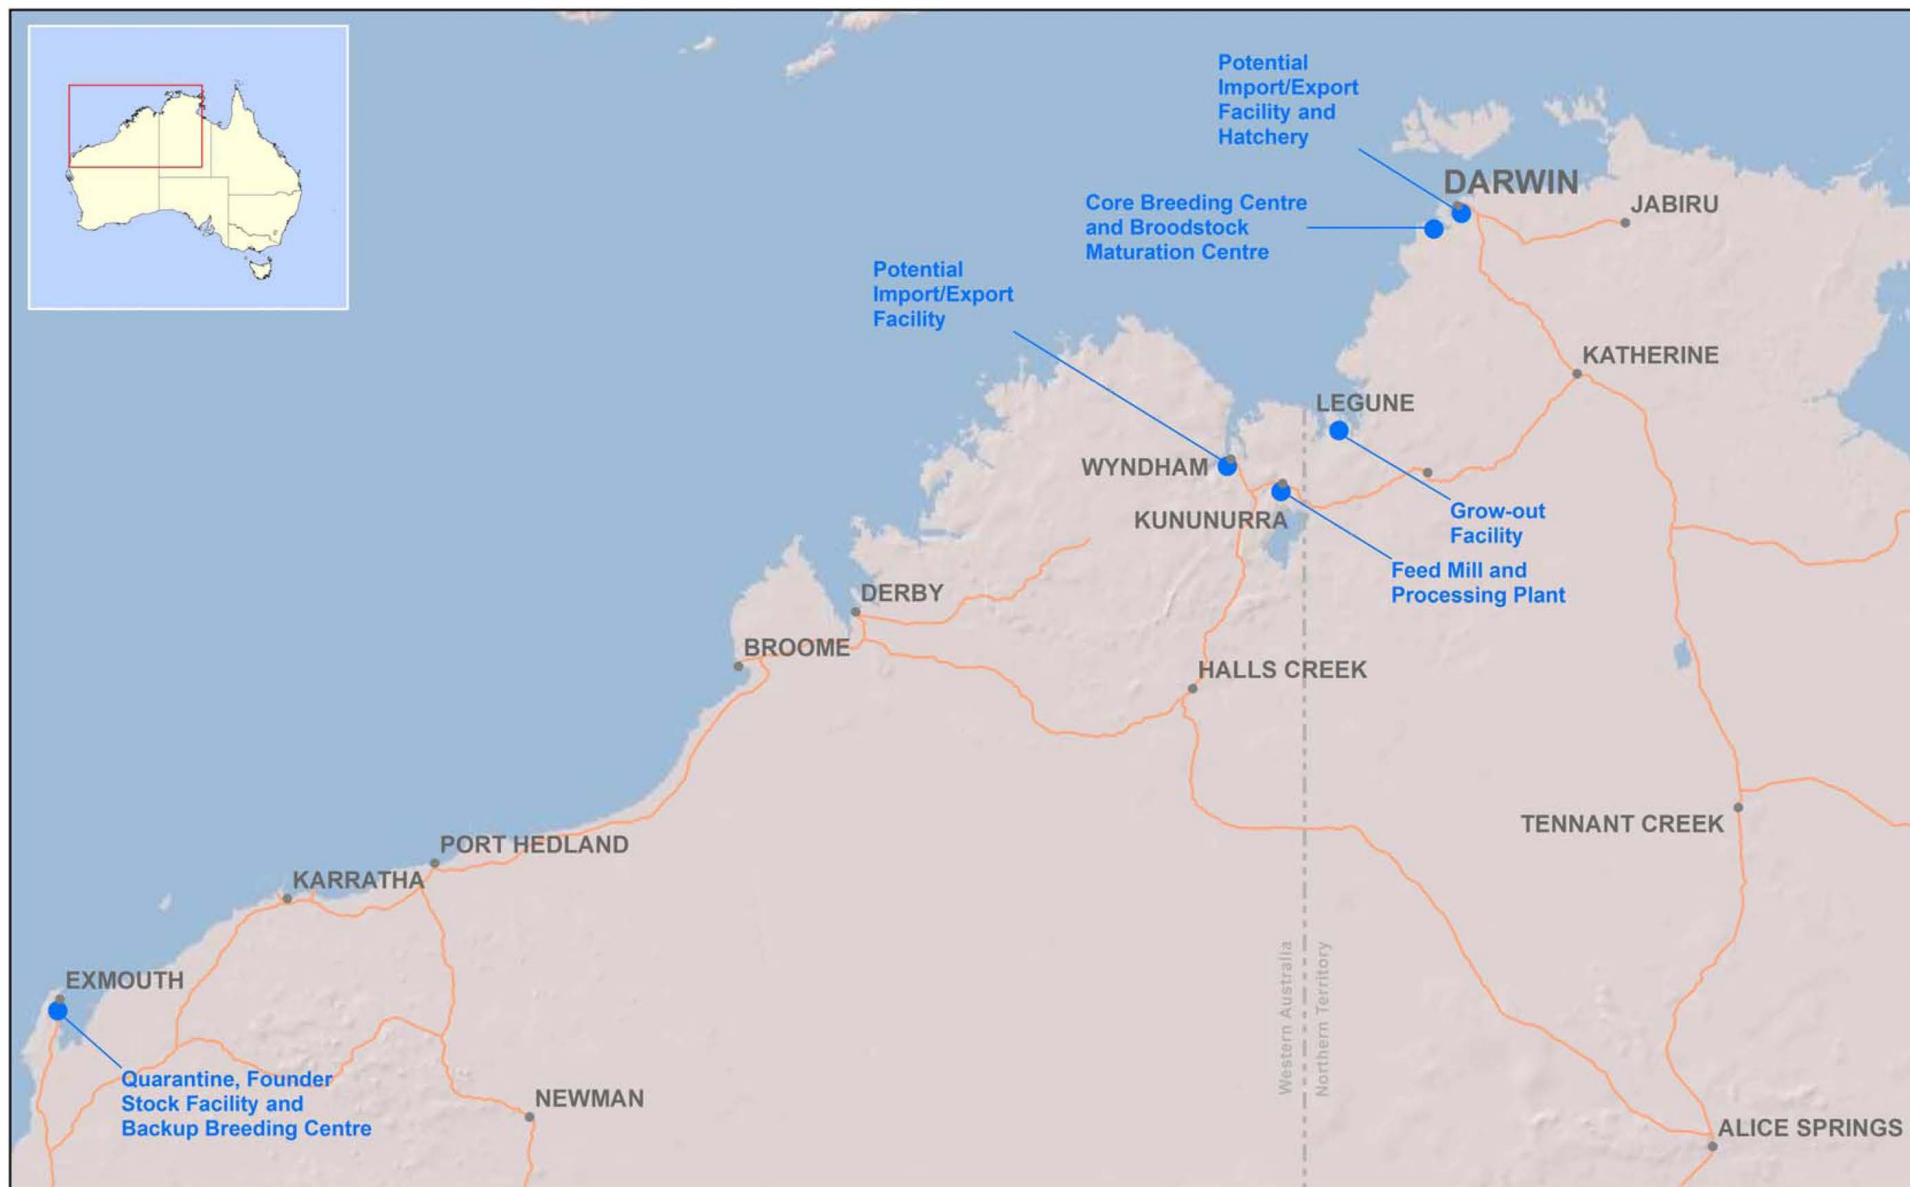 Potential
Import/Export
Facility and
Hatchery
DARWIN
JABIRU
Core Breeding Centre
and Broodstock
Maturation Centre
Potential
Import/Export
Facility
KATHERINE
LEGUNE
WYNDHAM
KUNUNURRA
Grow-out
Facility
Feed Mill and
Processing Plant
DERBY
BROOME
HALLS CREEK
TENNANT CREEK
PORT HEDLAND
KARRATHA
Western Australia
Northern Territory
EXMOUTH
Quarantine, Founder
Stock Facility and
Backup Breeding Centre
NEWMAN
ALICE SPRINGS